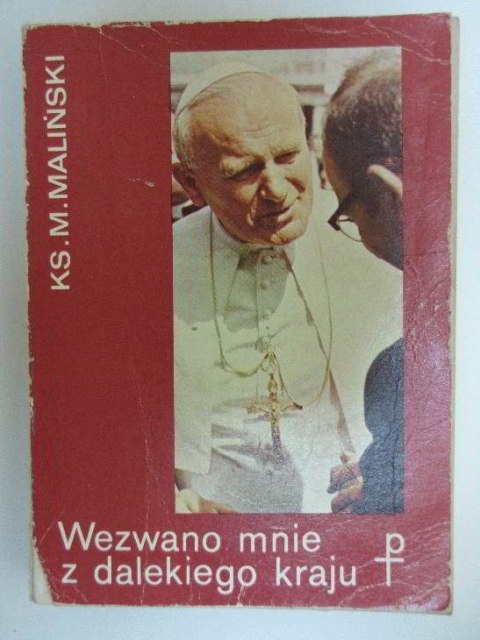 KS. M. MALIŃSKI
Wezwano mnie
z dalekiego kraju